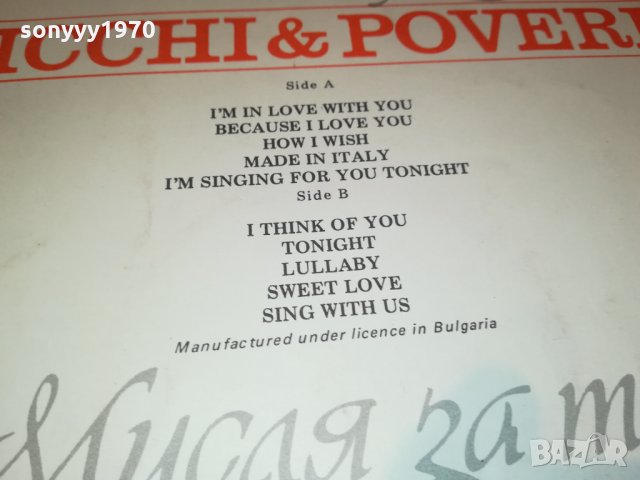 sonyyy1970
ICCHI & POVERI
Side A
I'M IN LOVE WITH YOU
BECAUSE I LOVE YOU
HOW I WISH
MADE IN ITALY
I'M SINGING FOR YOU TONIGHT
Side B
I THINK OF YOU
TONIGHT
LULLABY
SWEET LOVE
SING WITH US
Manufactured under licence in Bulgaria
Мисля за т
BAZAR
bg